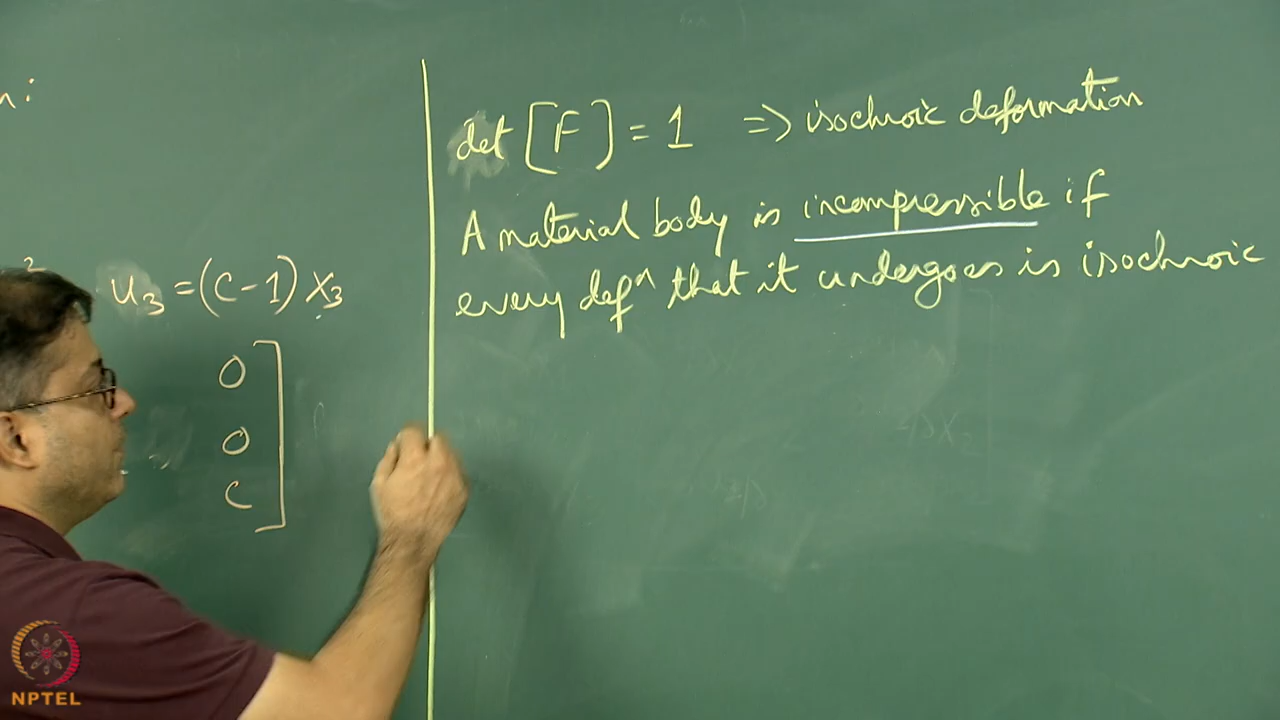 n:
2
u₃ = (C-1) X₃
0
0
C
det [F] = 1 => isochoric deformation
A material body is incompressible if
every defⁿ that it undergoes is isochoric
NPTEL